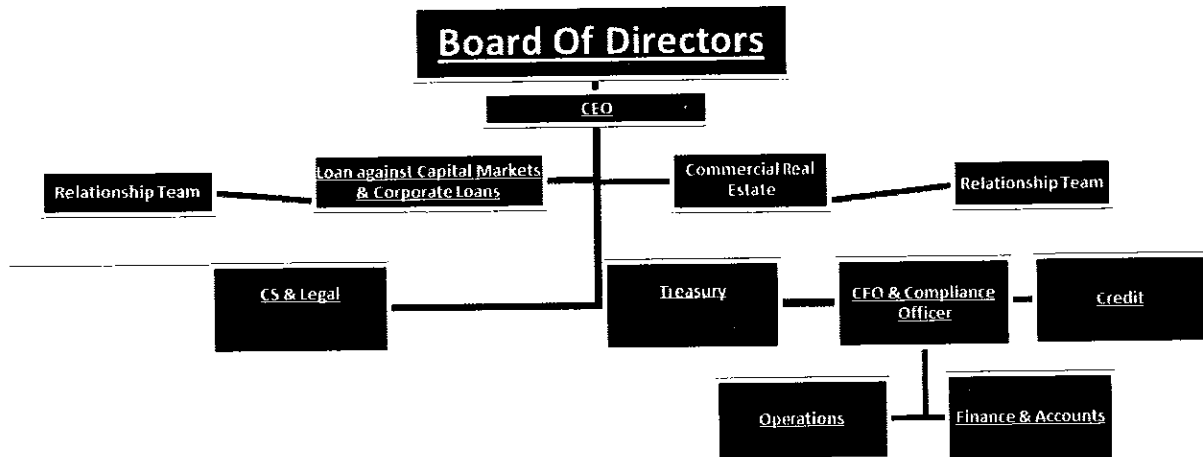 Board Of Directors
CEO
Relationship Team
Loan against Capital Markets
& Corporate Loans
Commercial Real
Estate
Relationship Team
CS & Legal
Treasury
CFO & Compliance
Officer
Credit
Operations
Finance & Accounts